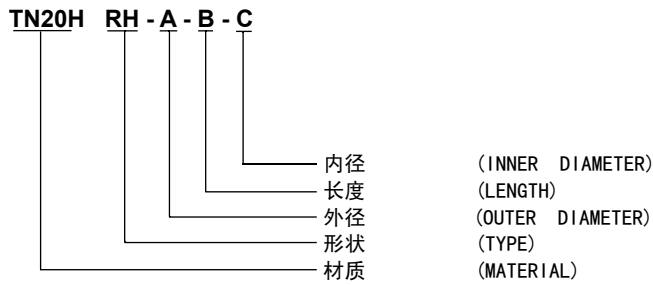 TN20H RH - A - B - C
内径 (INNER DIAMETER)
长度 (LENGTH)
外径 (OUTER DIAMETER)
形状 (TYPE)
材质 (MATERIAL)